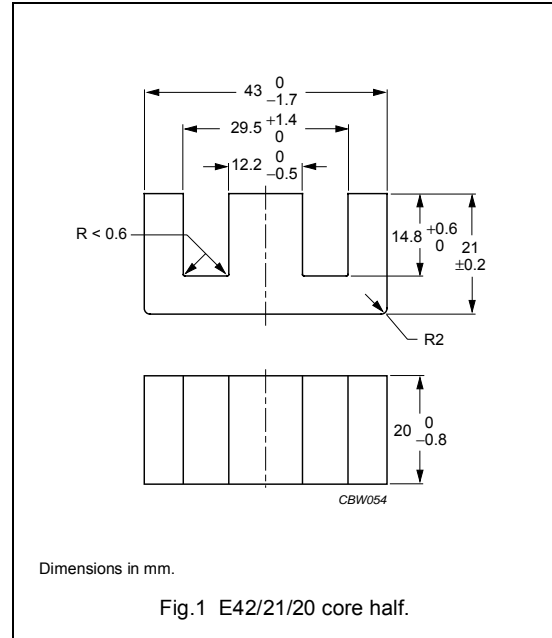 43 0 −1.7
29.5 +1.4 0
12.2 0 −0.5
R < 0.6
14.8 +0.6 0
21 ±0.2
R2
20 0 −0.8
CBW054
Dimensions in mm.
Fig.1 E42/21/20 core half.